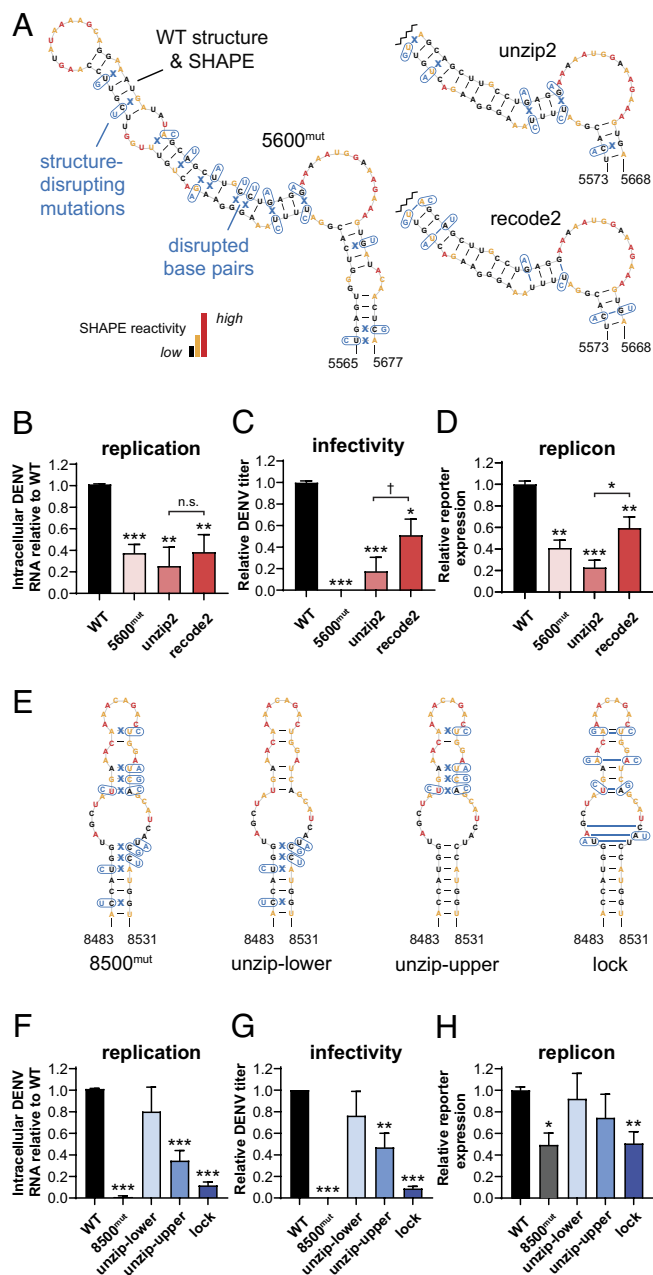 A
WT structure
& SHAPE
structure-
disrupting
mutations
5600mut
disrupted
base pairs
SHAPE reactivity
low
high
5565 5677
unzip2
5573 5668
recode2
5573 5668
B
replication
Intracellular DENV
RNA relative to WT
1.2
1.0
0.8
0.6
0.4
0.2
0.0
***
**
n.s.
**
WT
5600mut
unzip2
recode2
C
infectivity
Relative DENV titer
1.2
1.0
0.8
0.6
0.4
0.2
0.0
***
***
†
*
WT
5600mut
unzip2
recode2
D
replicon
Relative reporter
expression
1.2
1.0
0.8
0.6
0.4
0.2
0.0
**
***
*
**
WT
5600mut
unzip2
recode2
E
8483 8531
8500mut
8483 8531
unzip-lower
8483 8531
unzip-upper
8483 8531
lock
F
replication
Intracellular DENV
RNA relative to WT
1.2
1.0
0.8
0.6
0.4
0.2
0.0
***
***
***
WT
8500mut
unzip-lower
unzip-upper
lock
G
infectivity
Relative DENV titer
1.2
1.0
0.8
0.6
0.4
0.2
0.0
***
**
***
WT
8500mut
unzip-lower
unzip-upper
lock
H
replicon
Relative reporter
expression
1.2
1.0
0.8
0.6
0.4
0.2
0.0
*
**
WT
8500mut
unzip-lower
unzip-upper
lock